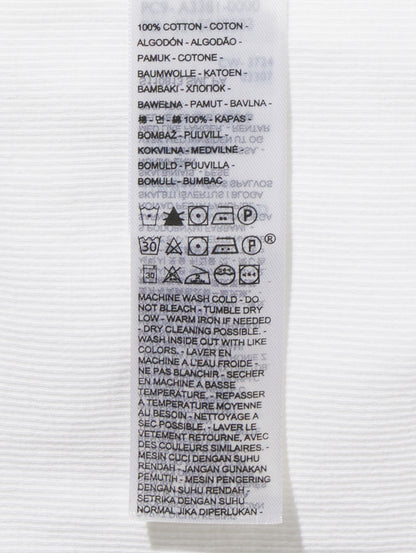 100% COTTON - COTON -
ALGODÓN - ALGODÃO -
PAMUK - COTONE -
BAUMWOLLE - KATOEN -
BAMBAKI - ХЛОПОК -
BAWEŁNA - PAMUT - BAVLNA -
棉 - 면 - 綿 100% - KAPAS -
BOMBAŽ - PUUVILL -
KOKVILNA - MEDVILNĖ -
BOMULD - PUUVILLA -
BOMULL - BUMBAC
P
30 P ®
30
MACHINE WASH COLD - DO
NOT BLEACH - TUMBLE DRY
LOW - WARM IRON IF NEEDED
- DRY CLEANING POSSIBLE. -
WASH INSIDE OUT WITH LIKE
COLORS. - LAVER EN
MACHINE A L'EAU FROIDE -
NE PAS BLANCHIR - SECHER
EN MACHINE A BASSE
TEMPERATURE. - REPASSER
A TEMPERATURE MOYENNE
AU BESOIN - NETTOYAGE A
SEC POSSIBLE. - LAVER LE
VETEMENT RETOURNE, AVEC
DES COULEURS SIMILAIRES. -
MESIN CUCI DENGAN SUHU
RENDAH - JANGAN GUNAKAN
PEMUTIH - MESIN PENGERING
DENGAN SUHU RENDAH -
SETRIKA DENGAN SUHU
NORMAL JIKA DIPERLUKAN -